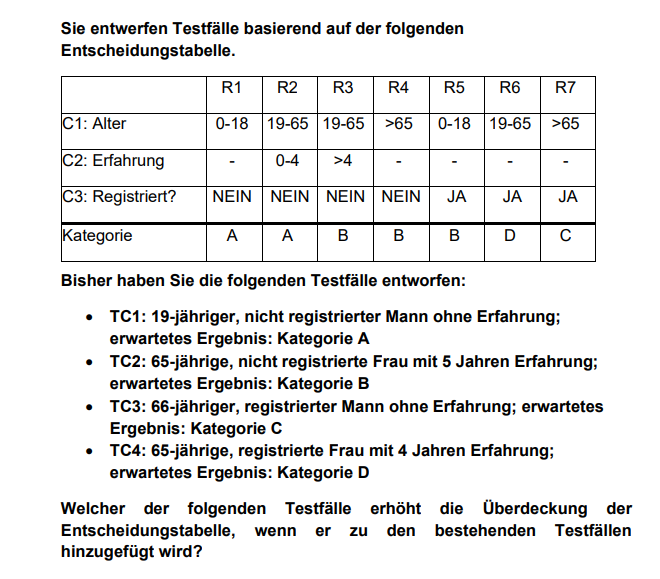 Sie entwerfen Testfälle basierend auf der folgenden
Entscheidungstabelle.
R1 R2 R3 R4 R5 R6 R7
C1: Alter 0-18 19-65 19-65 >65 0-18 19-65 >65
C2: Erfahrung - 0-4 >4 - - - -
C3: Registriert? NEIN NEIN NEIN NEIN JA JA JA
Kategorie A A B B B D C
Bisher haben Sie die folgenden Testfälle entworfen:
• TC1: 19-jähriger, nicht registrierter Mann ohne Erfahrung;
erwartetes Ergebnis: Kategorie A
• TC2: 65-jährige, nicht registrierte Frau mit 5 Jahren Erfahrung;
erwartetes Ergebnis: Kategorie B
• TC3: 66-jähriger, registrierter Mann ohne Erfahrung; erwartetes
Ergebnis: Kategorie C
• TC4: 65-jährige, registrierte Frau mit 4 Jahren Erfahrung;
erwartetes Ergebnis: Kategorie D
Welcher der folgenden Testfälle erhöht die Überdeckung der
Entscheidungstabelle, wenn er zu den bestehenden Testfällen
hinzugefügt wird?